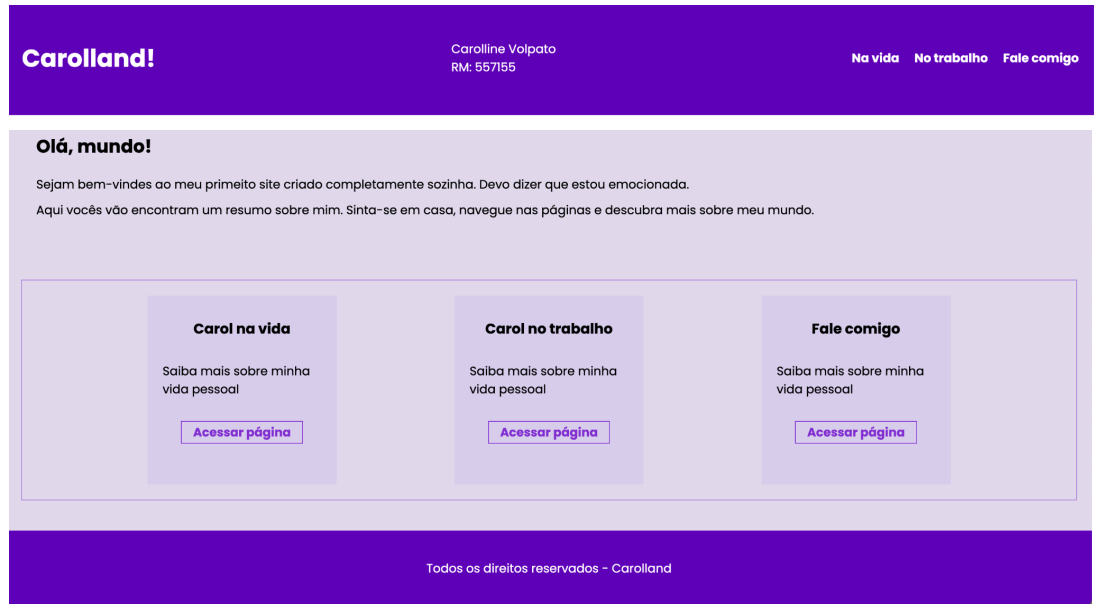 Carolland!
Carolline Volpato
RM: 557155
Na vida
No trabalho
Fale comigo
Olá, mundo!
Sejam bem-vindes ao meu primeito site criado completamente sozinha. Devo dizer que estou emocionada.
Aqui vocês vão encontram um resumo sobre mim. Sinta-se em casa, navegue nas páginas e descubra mais sobre meu mundo.
Carol na vida
Saiba mais sobre minha
vida pessoal
Acessar página
Carol no trabalho
Saiba mais sobre minha
vida pessoal
Acessar página
Fale comigo
Saiba mais sobre minha
vida pessoal
Acessar página
Todos os direitos reservados - Carolland